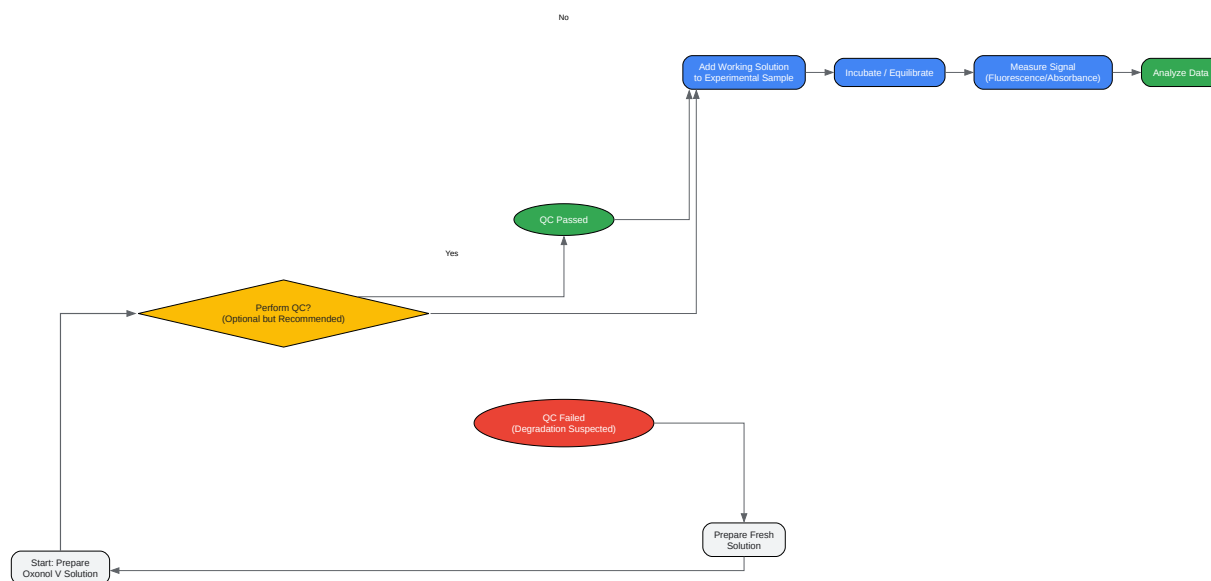 No
Add Working Solution
to Experimental Sample
Incubate / Equilibrate
Measure Signal
(Fluorescence/Absorbance)
Analyze Data
QC Passed
Yes
Perform QC?
(Optional but Recommended)
QC Failed
(Degradation Suspected)
Prepare Fresh
Solution
Start: Prepare
Oxonol V Solution